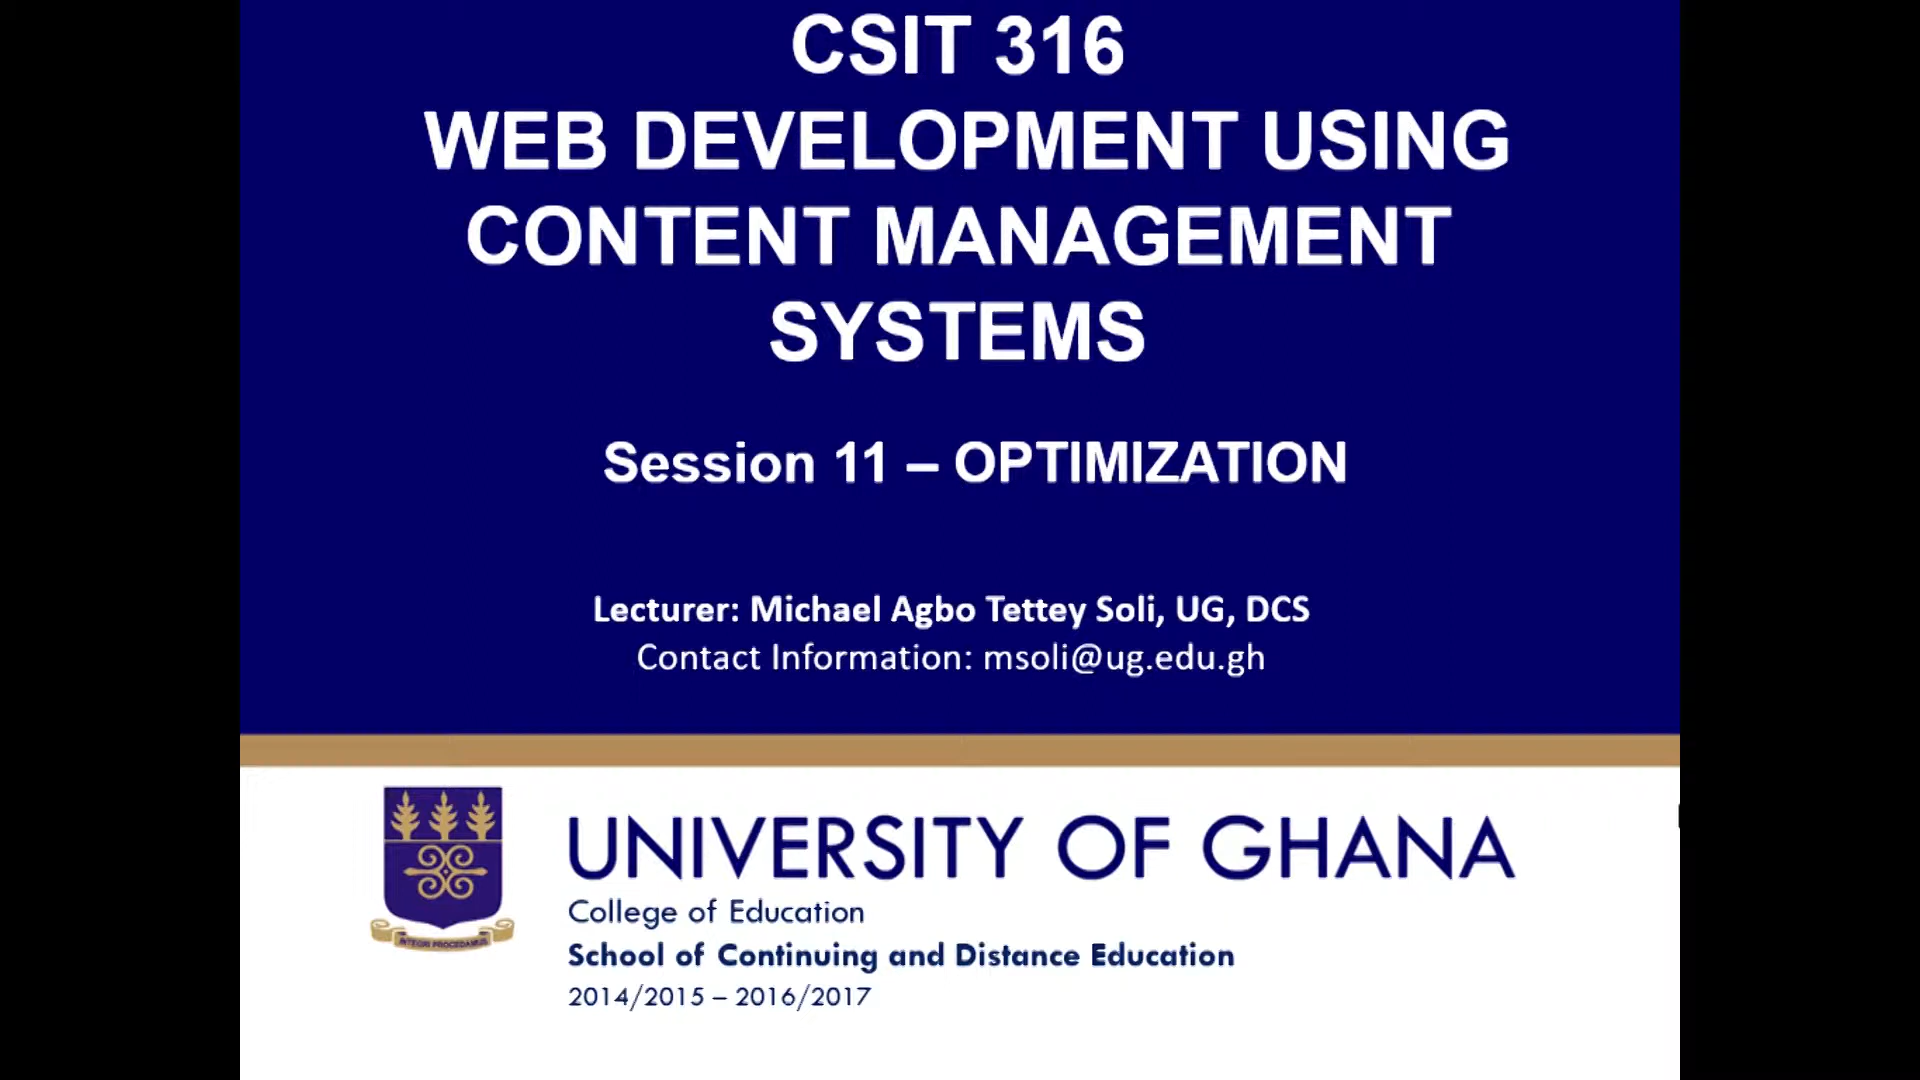 CSIT 316
WEB DEVELOPMENT USING
CONTENT MANAGEMENT
SYSTEMS
Session 11 – OPTIMIZATION
Lecturer: Michael Agbo Tettey Soli, UG, DCS
Contact Information: msoli@ug.edu.gh
INTEGRI PROCEDAMUS
UNIVERSITY OF GHANA
College of Education
School of Continuing and Distance Education
2014/2015 – 2016/2017